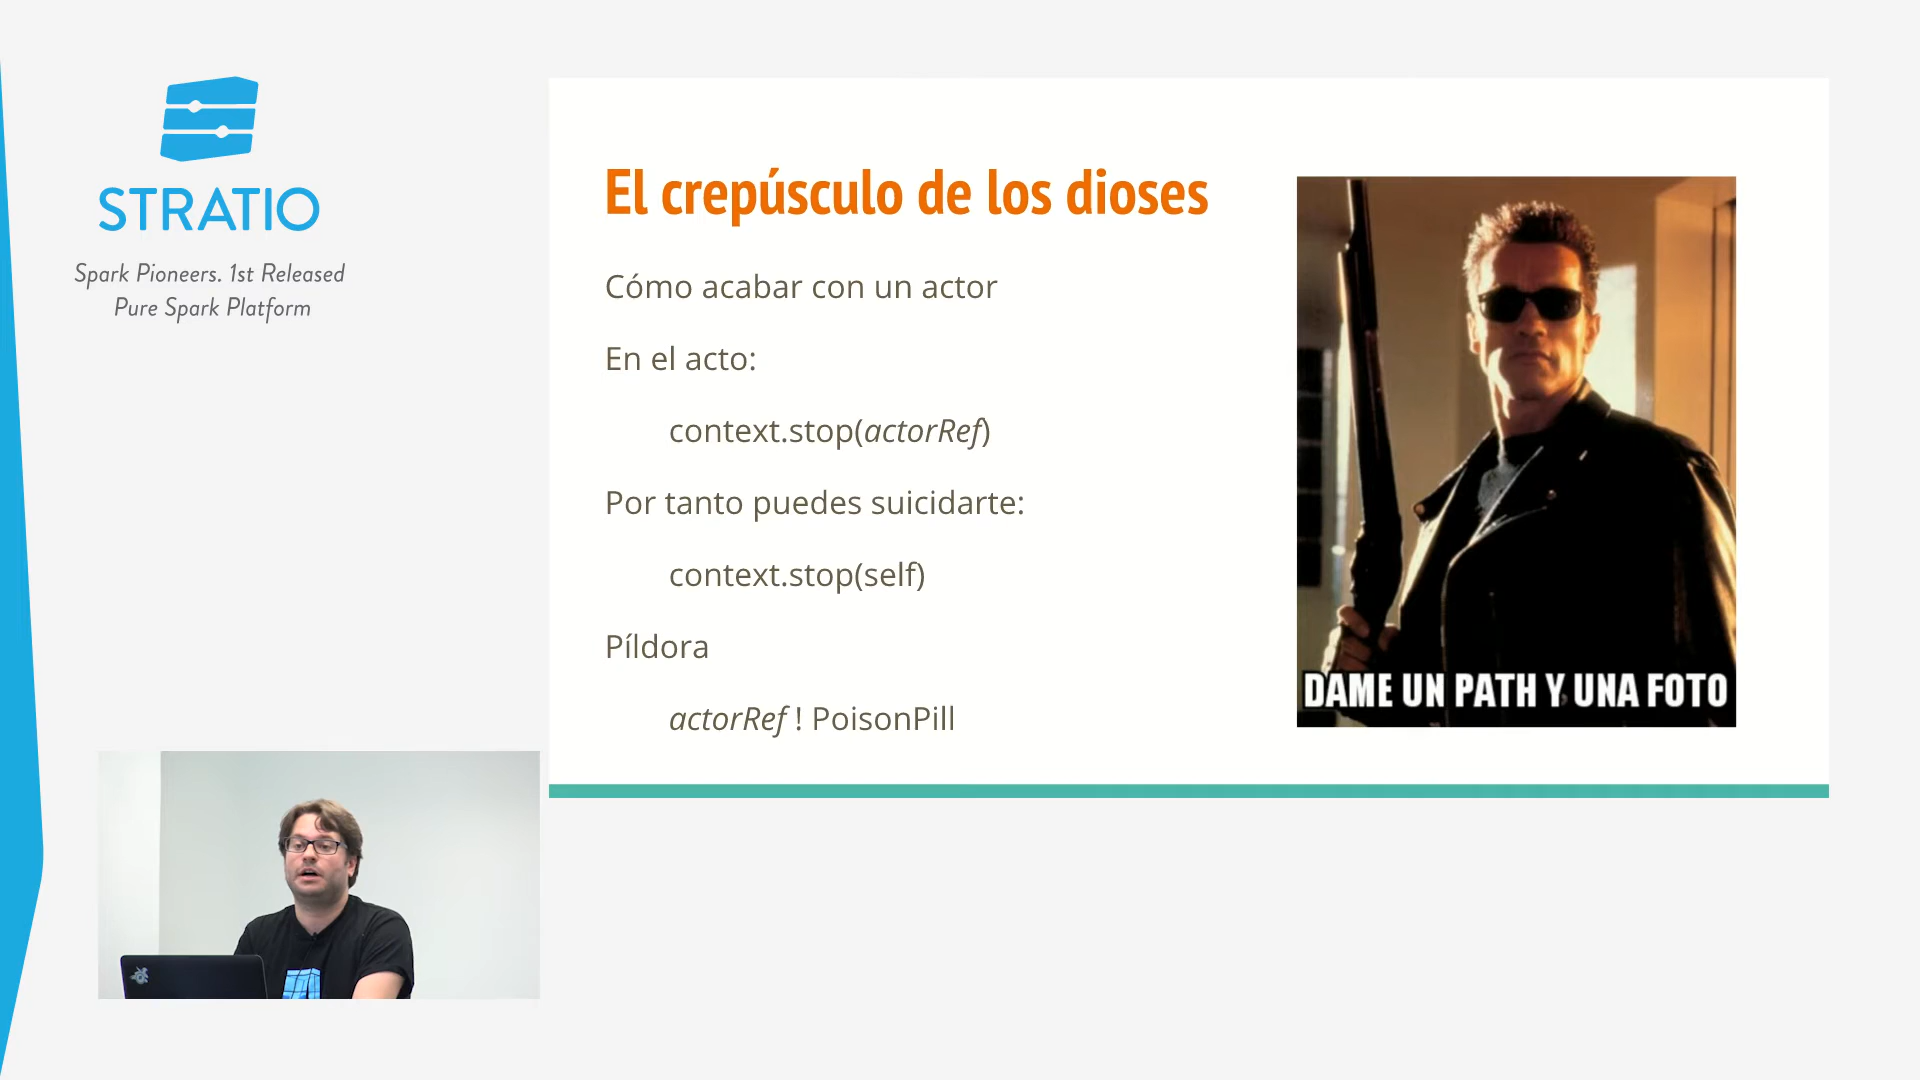 STRATIO
Spark Pioneers. 1st Released
Pure Spark Platform
El crepúsculo de los dioses
Cómo acabar con un actor
En el acto:
context.stop(actorRef)
Por tanto puedes suicidarte:
context.stop(self)
Píldora
actorRef ! PoisonPill
DAME UN PATH Y UNA FOTO